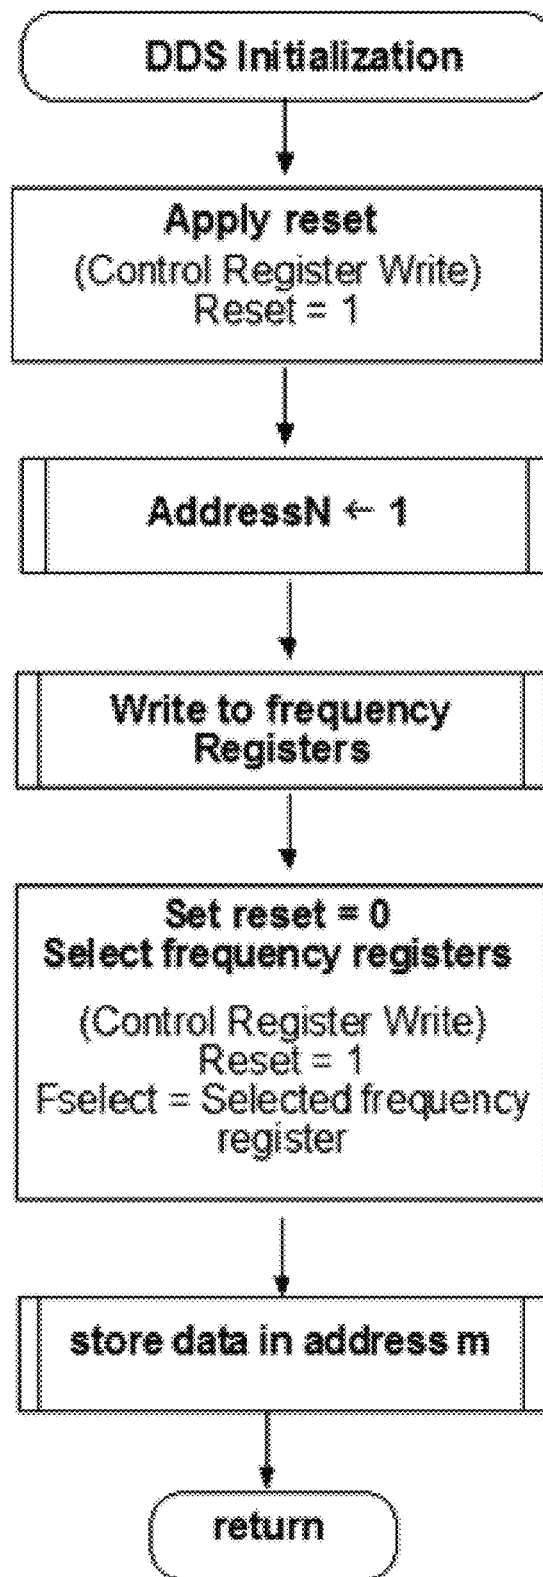 DDS Initialization
Apply reset
(Control Register Write)
Reset = 1
AddressN ← 1
Write to frequency
Registers
Set reset = 0
Select frequency registers
(Control Register Write)
Reset = 1
Fselect = Selected frequency
register
store data in address m
return